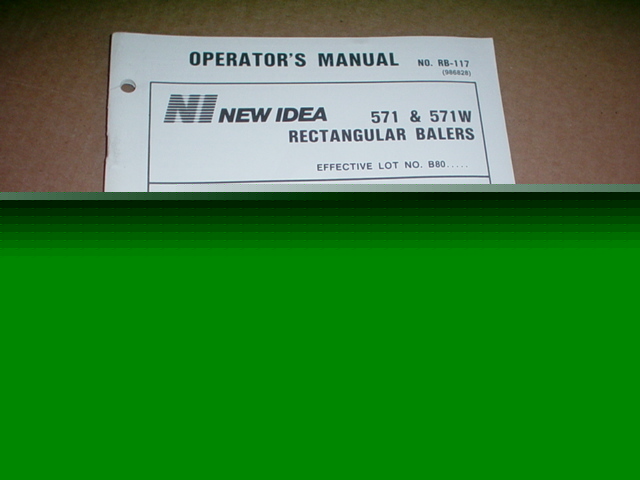 OPERATOR'S MANUAL NO. RB-117
(986828)
NI NEW IDEA 571 & 571W
RECTANGULAR BALERS
EFFECTIVE LOT NO. B80.....